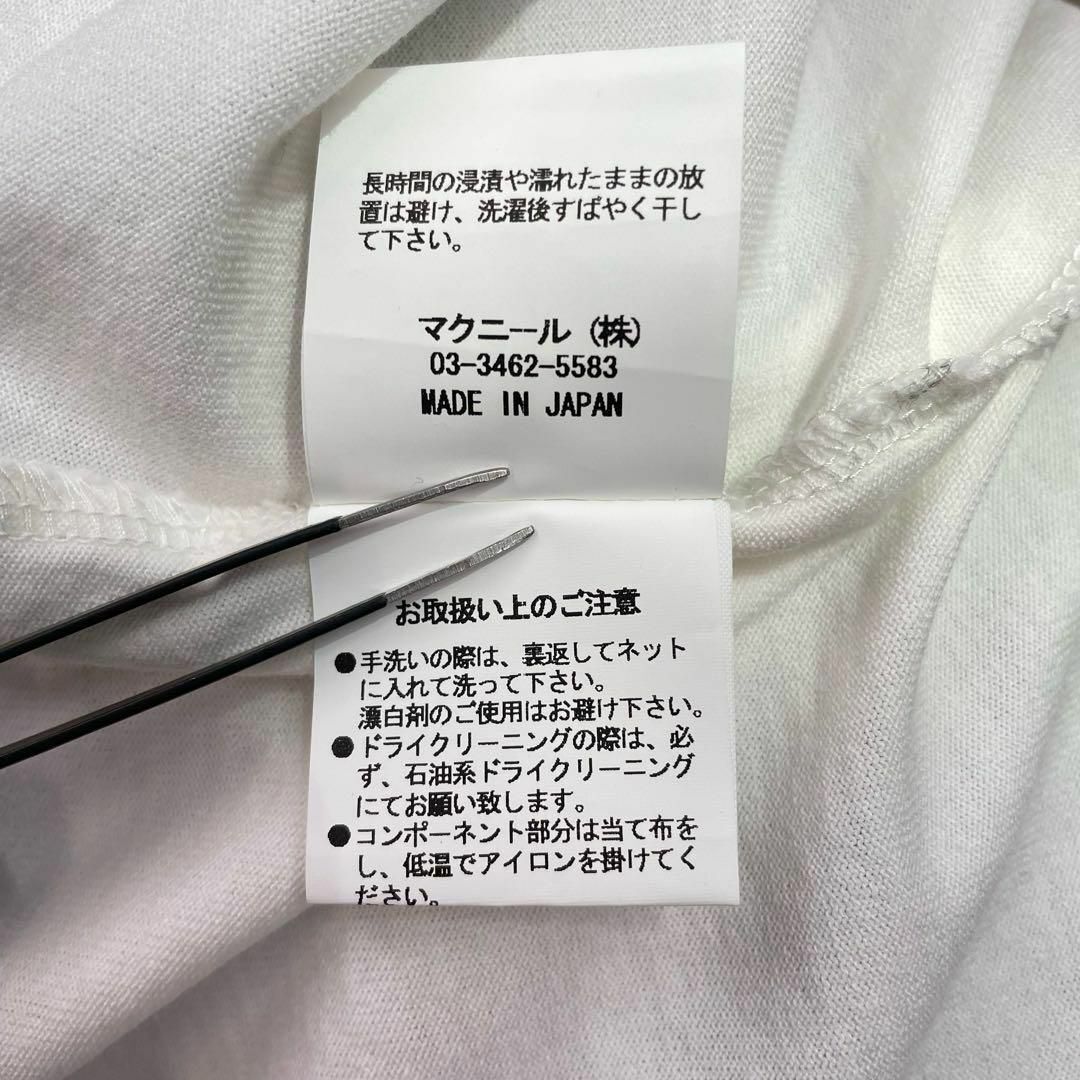 長時間の浸漬や濡れたままの放
置は避け、洗濯後すばやく干し
て下さい。
マクニール (株)
03-3462-5583
MADE IN JAPAN
お取扱い上のご注意
●手洗いの際は、裏返してネット
に入れて洗って下さい。
漂白剤のご使用はお避け下さい。
●ドライクリーニングの際は、必
ず、石油系ドライクリーニング
にてお願い致します。
●コンポーネント部分は当て布を
し、低温でアイロンを掛けてく
ださい。